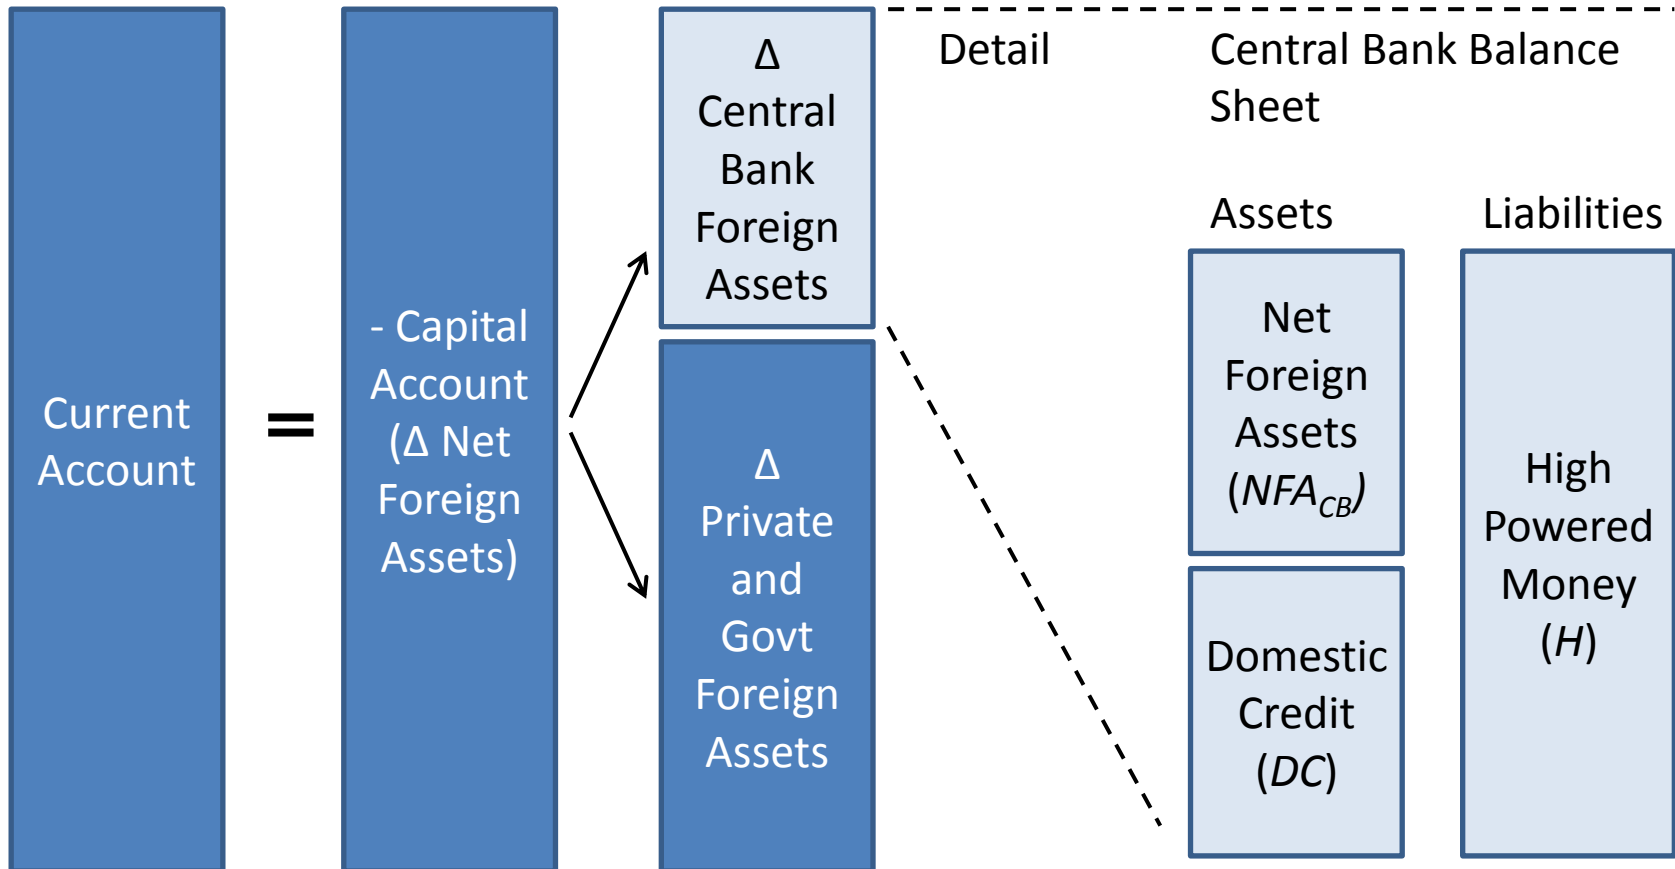 Current
Account
=
- Capital
Account
(Δ Net
Foreign
Assets)
Δ
Central
Bank
Foreign
Assets
Δ
Private
and
Govt
Foreign
Assets
Detail
Central Bank Balance
Sheet
Assets
Liabilities
Net
Foreign
Assets
(NFA_CB)
Domestic
Credit
(DC)
High
Powered
Money
(H)